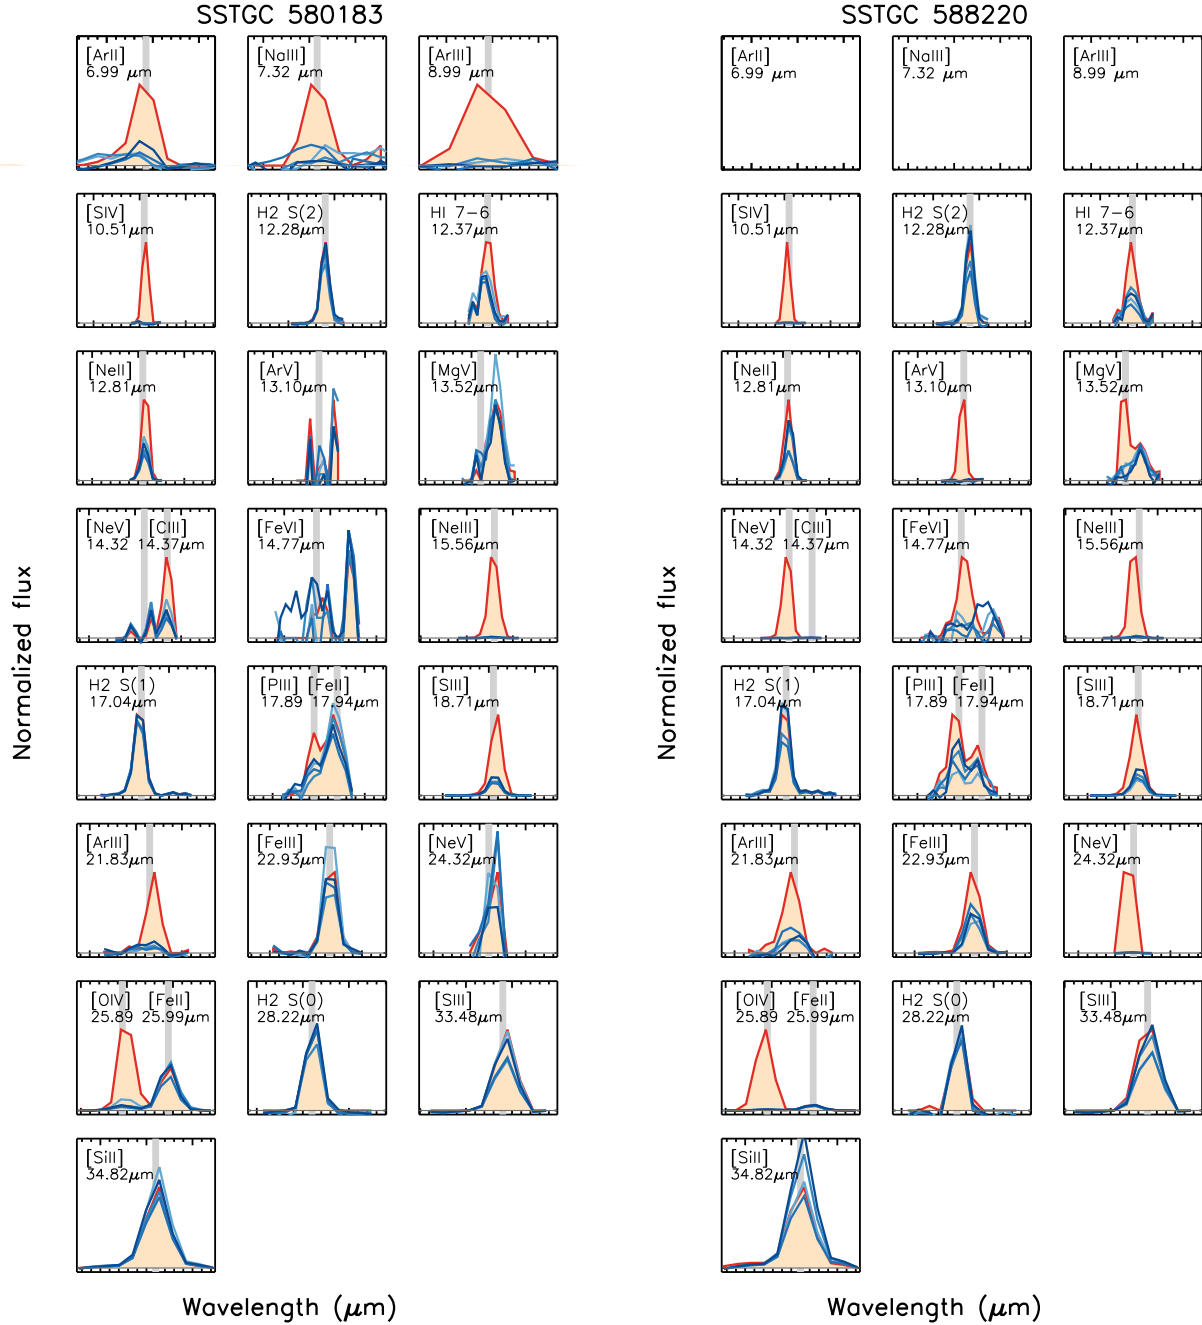 SSTGC 580183
[ArII]
6.99 μm
[NaIII]
7.32 μm
[ArIII]
8.99 μm
[SIV]
10.51μm
H2 S(2)
12.28μm
HI 7-6
12.37μm
[NeII]
12.81μm
[ArV]
13.10μm
[MgV]
13.52μm
[NeV] [CIII]
14.32 14.37μm
[FeVI]
14.77μm
[NeIII]
15.56μm
H2 S(1)
17.04μm
[PIII] [FeII]
17.89 17.94μm
[SIII]
18.71μm
[ArIII]
21.83μm
[FeIII]
22.93μm
[NeV]
24.32μm
[OIV] [FeII]
25.89 25.99μm
H2 S(0)
28.22μm
[SIII]
33.48μm
[SiII]
34.82μm
Normalized flux
Wavelength (μm)
SSTGC 588220
[ArII]
6.99 μm
[NaIII]
7.32 μm
[ArIII]
8.99 μm
[SIV]
10.51μm
H2 S(2)
12.28μm
HI 7-6
12.37μm
[NeII]
12.81μm
[ArV]
13.10μm
[MgV]
13.52μm
[NeV] [CIII]
14.32 14.37μm
[FeVI]
14.77μm
[NeIII]
15.56μm
H2 S(1)
17.04μm
[PIII] [FeII]
17.89 17.94μm
[SIII]
18.71μm
[ArIII]
21.83μm
[FeIII]
22.93μm
[NeV]
24.32μm
[OIV] [FeII]
25.89 25.99μm
H2 S(0)
28.22μm
[SIII]
33.48μm
[SiII]
34.82μm
Normalized flux
Wavelength (μm)